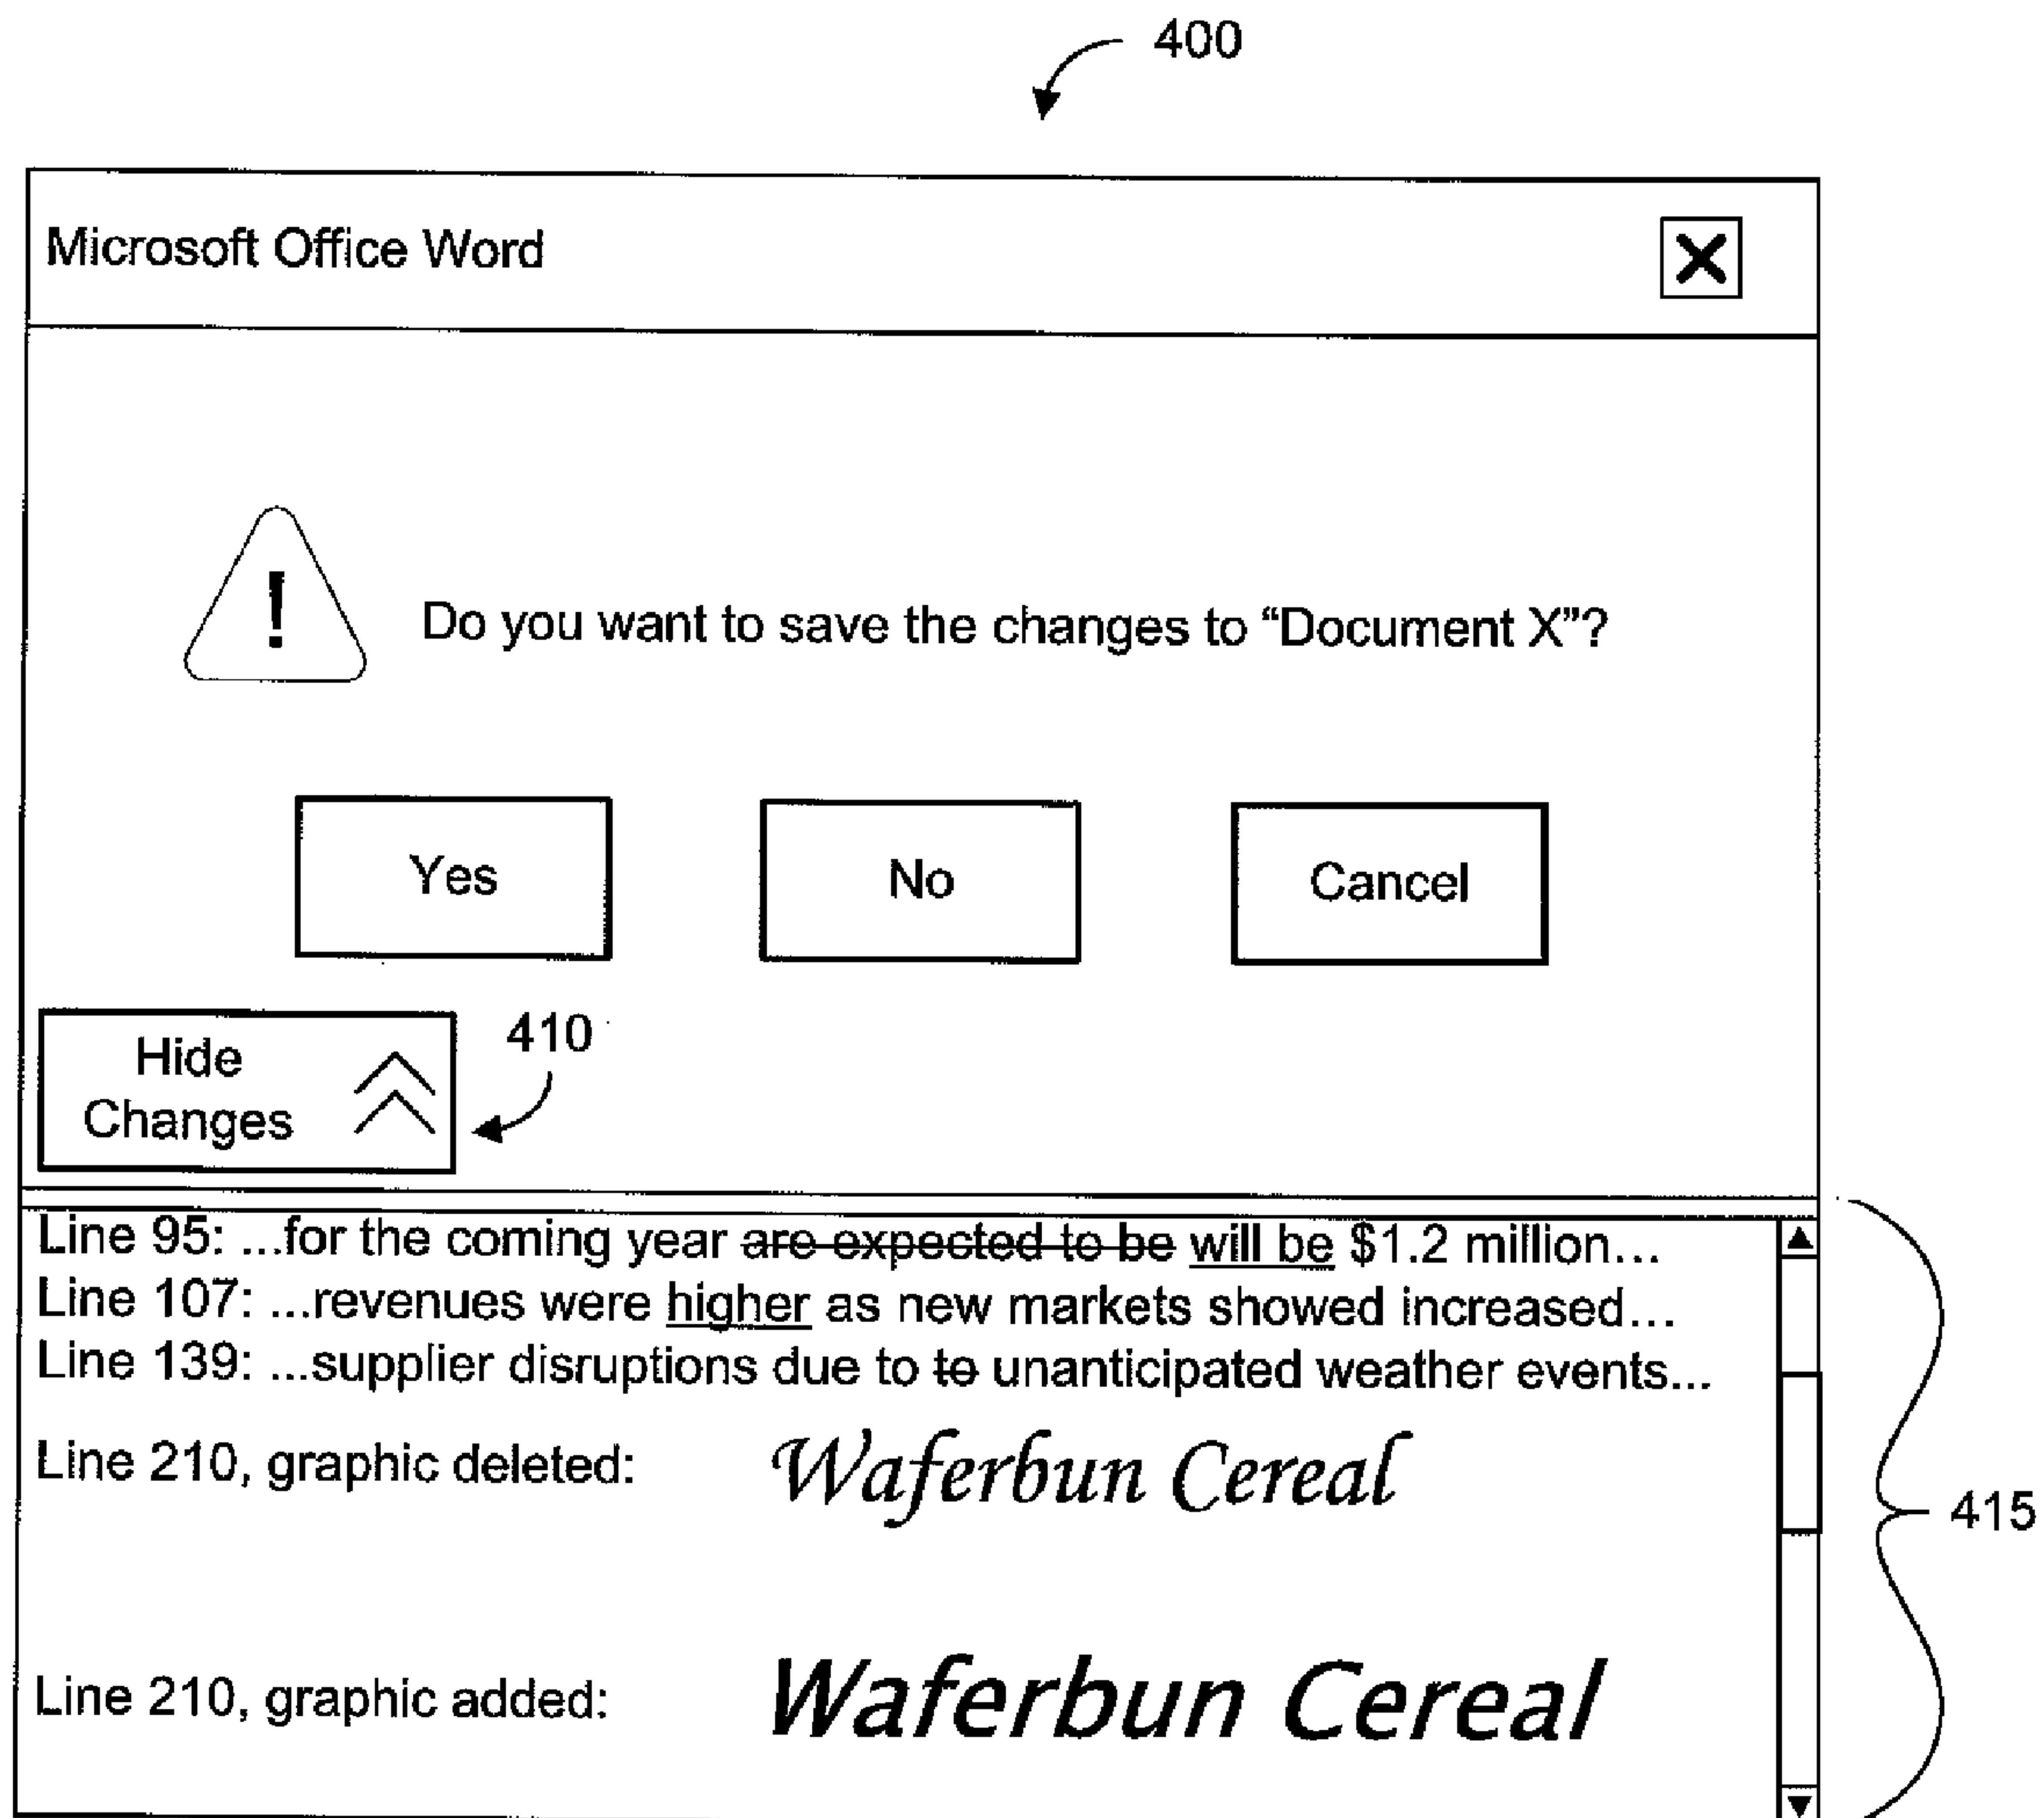 400
Microsoft Office Word
! Do you want to save the changes to “Document X”?
Yes No Cancel
Hide
Changes
410
Line 95: ...for the coming year are expected to be will be $1.2 million...
Line 107: ...revenues were higher as new markets showed increased...
Line 139: ...supplier disruptions due to to unanticipated weather events...
Line 210, graphic deleted: Waferbun Cereal
415
Line 210, graphic added: Waferbun Cereal